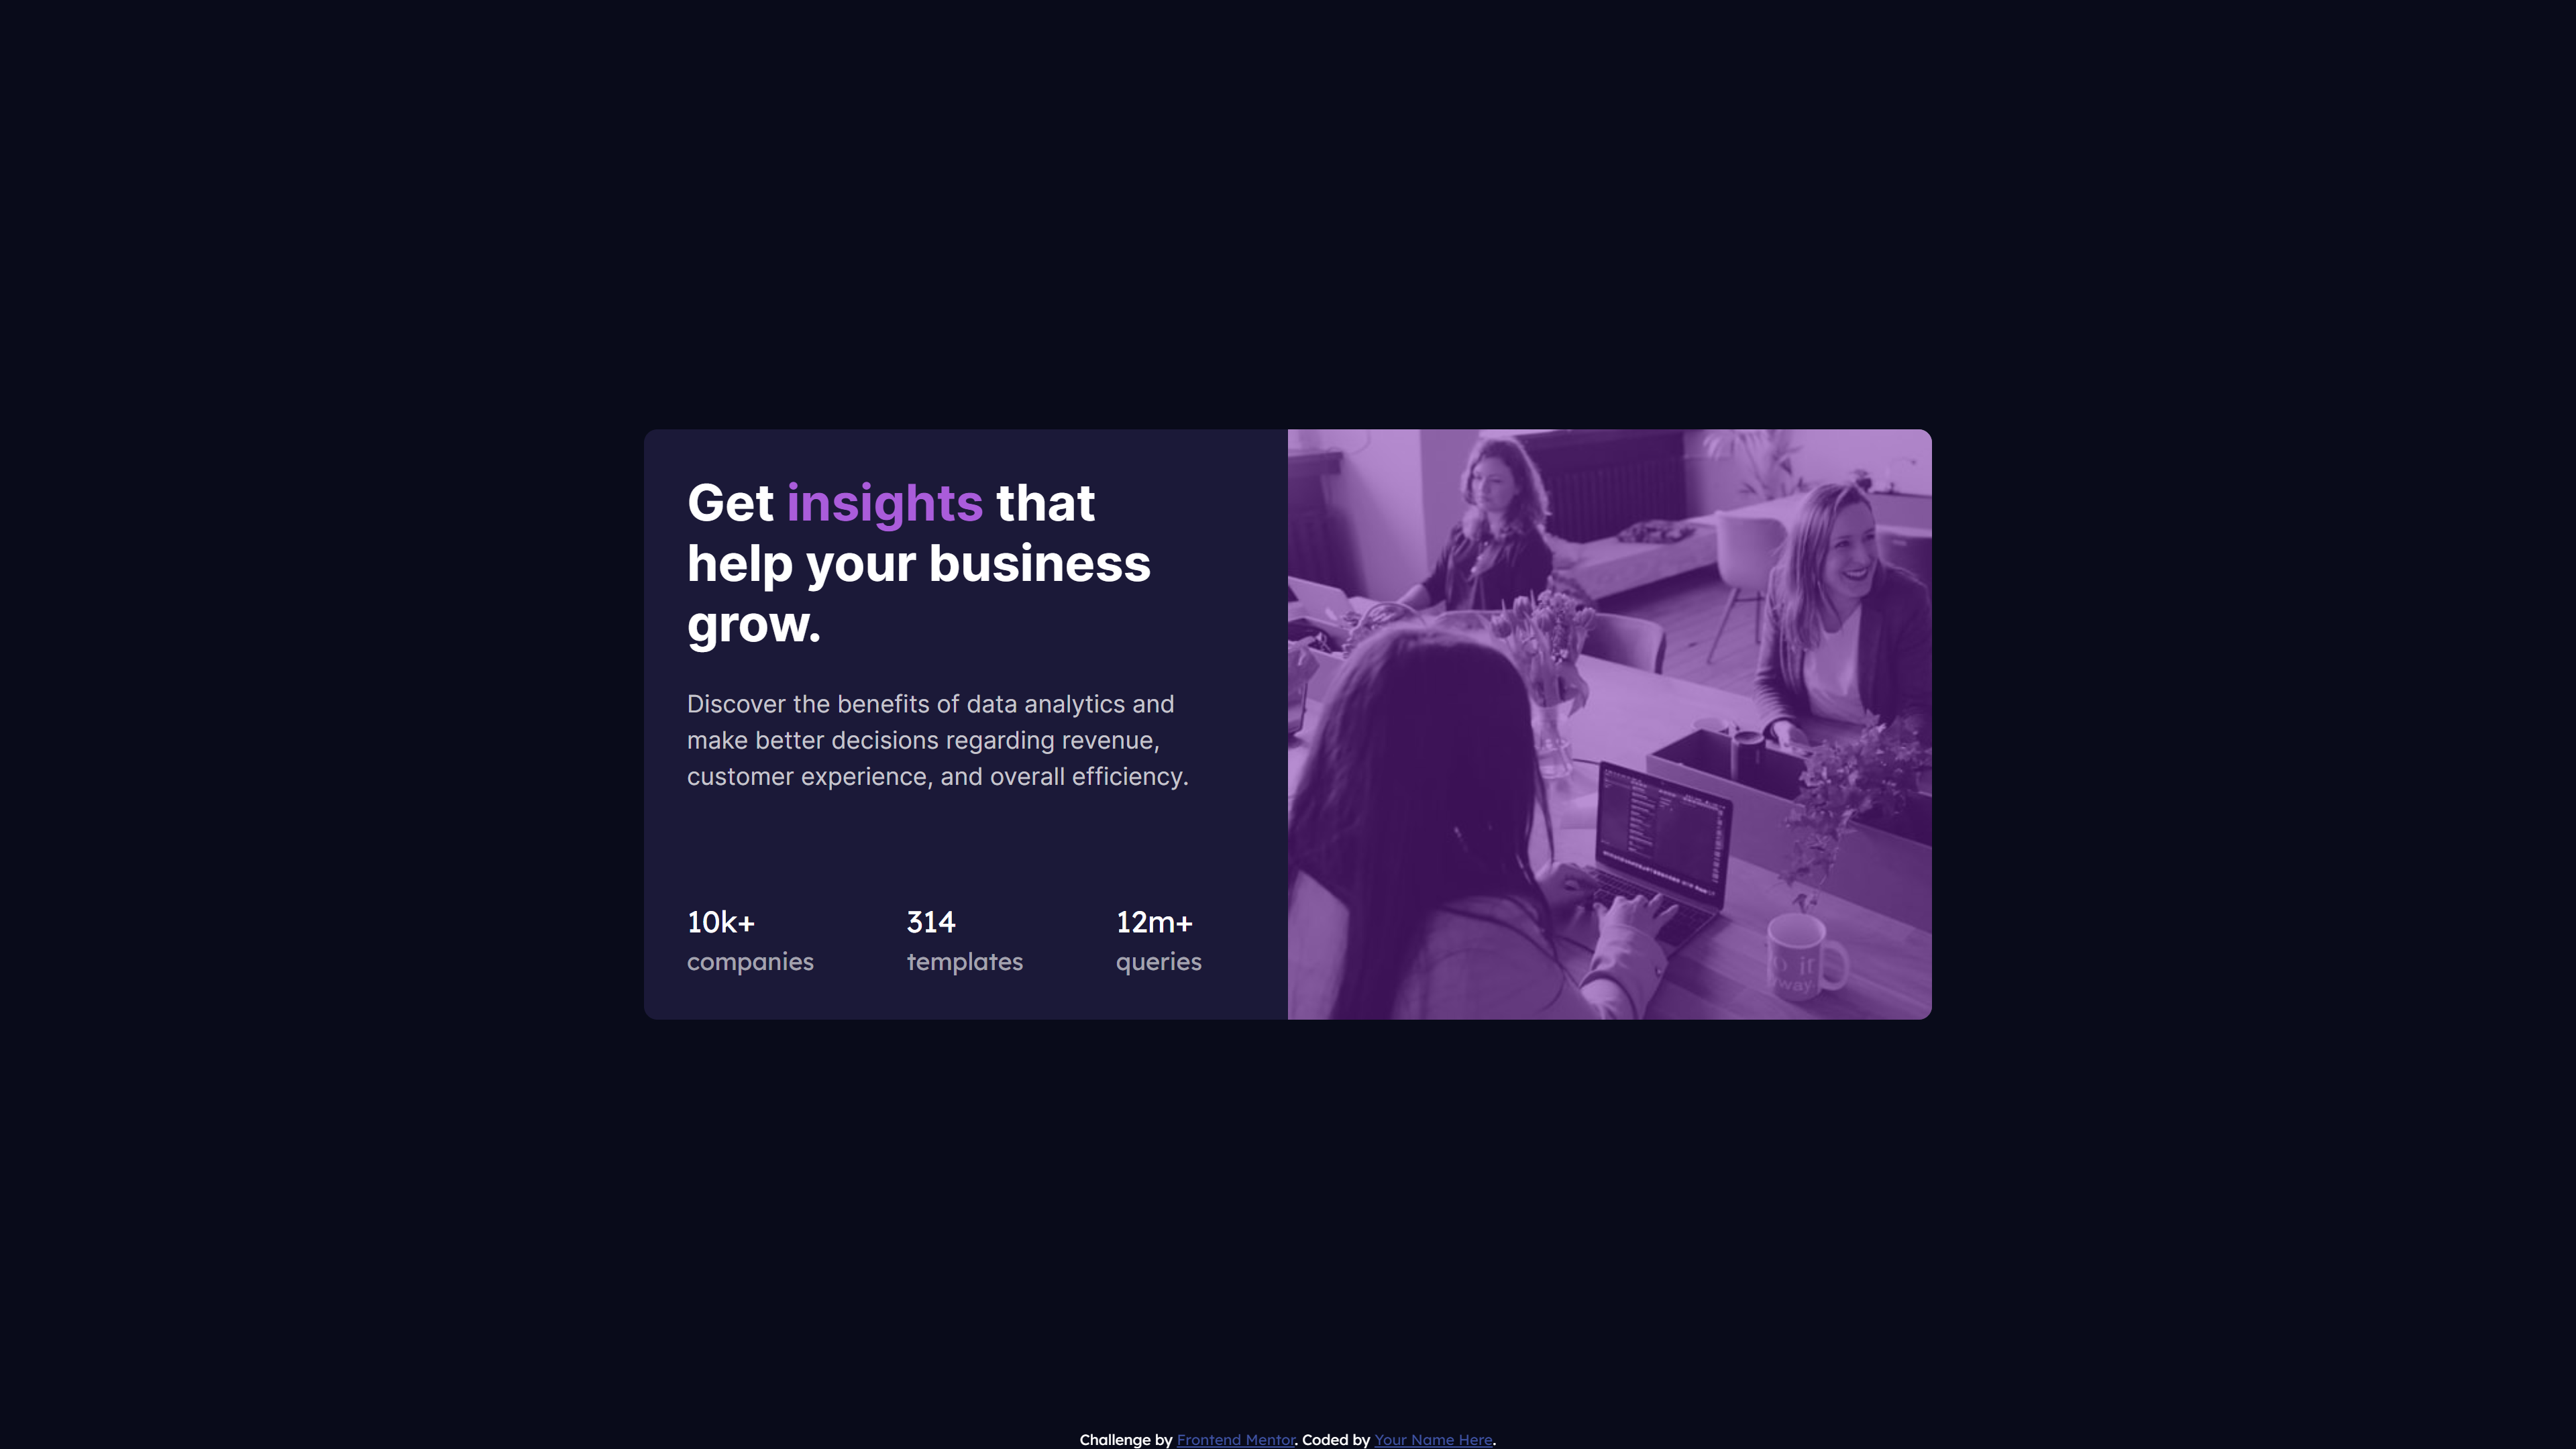 Get insights that
help your business
grow.
Discover the benefits of data analytics and
make better decisions regarding revenue,
customer experience, and overall efficiency.
10k+
companies
314
templates
12m+
queries
way.
Challenge by Frontend Mentor. Coded by Your Name Here.